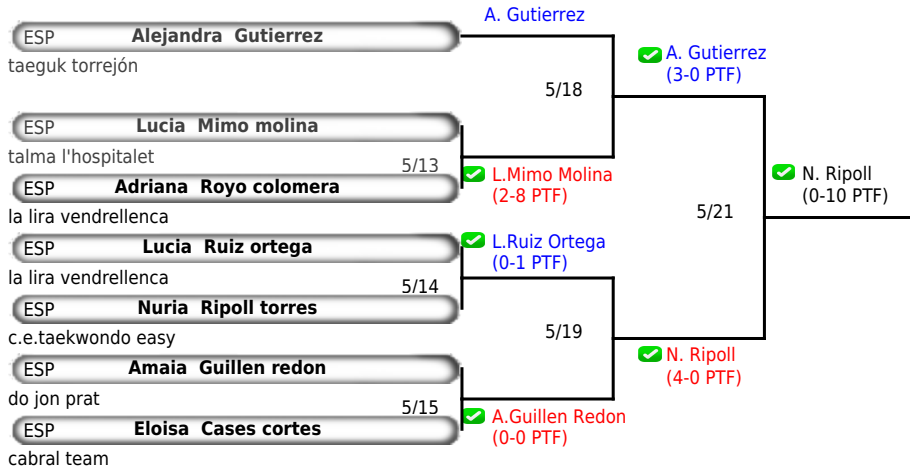 A. Gutierrez
ESP Alejandra Gutierrez
taeguk torrejón
A. Gutierrez
(3-0 PTF)
5/18
ESP Lucia Mimo molina
talma l'hospitalet
5/13
L.Mimo Molina
(2-8 PTF)
ESP Adriana Royo colomera
la lira vendrellenca
N. Ripoll
(0-10 PTF)
5/21
ESP Lucia Ruiz ortega
la lira vendrellenca
L.Ruiz Ortega
(0-1 PTF)
5/14
ESP Nuria Ripoll torres
c.e.taekwondo easy
5/19
N. Ripoll
(4-0 PTF)
ESP Amaia Guillen redon
do jon prat
5/15
A.Guillen Redon
(0-0 PTF)
ESP Eloisa Cases cortes
cabral team